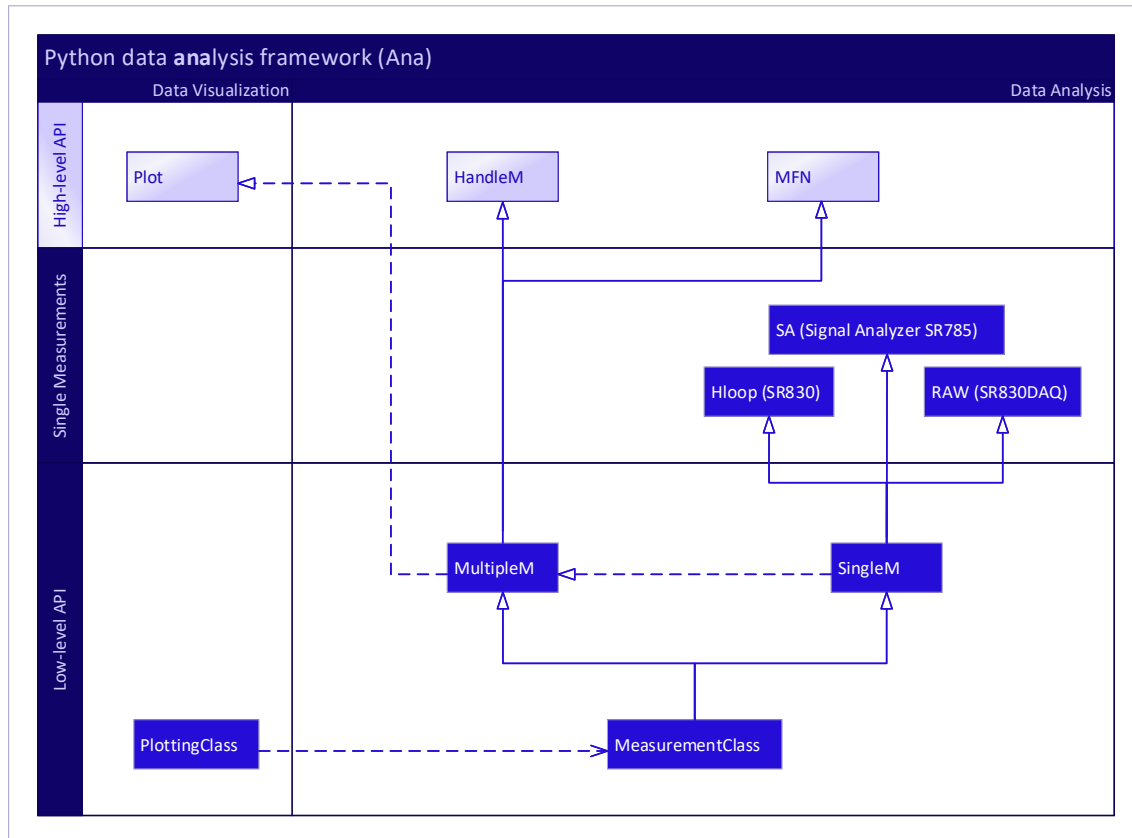 Python data analysis framework (Ana)
Data Visualization
Data Analysis
High-level API
Plot
HandleM
MFN
Single Measurements
SA (Signal Analyzer SR785)
Hloop (SR830)
RAW (SR830DAQ)
Low-level API
MultipleM
SingleM
PlottingClass
MeasurementClass